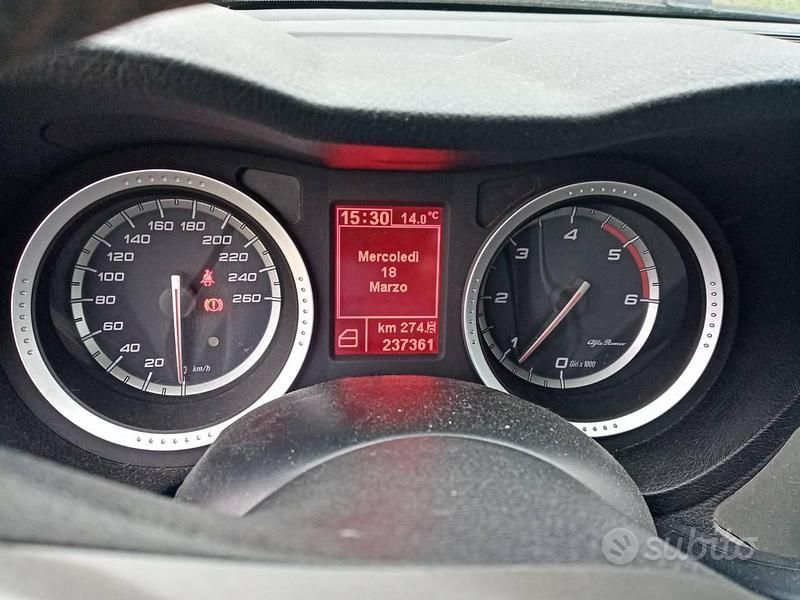 20
40
60
80
100
120
140
160
180
200
220
240
260
0 km/h
15:30 14.0°C
Mercoledì
18
Marzo
km 274.
237361
0
1
2
3
4
5
6
Alfa Romeo
Giri x 1000
subito